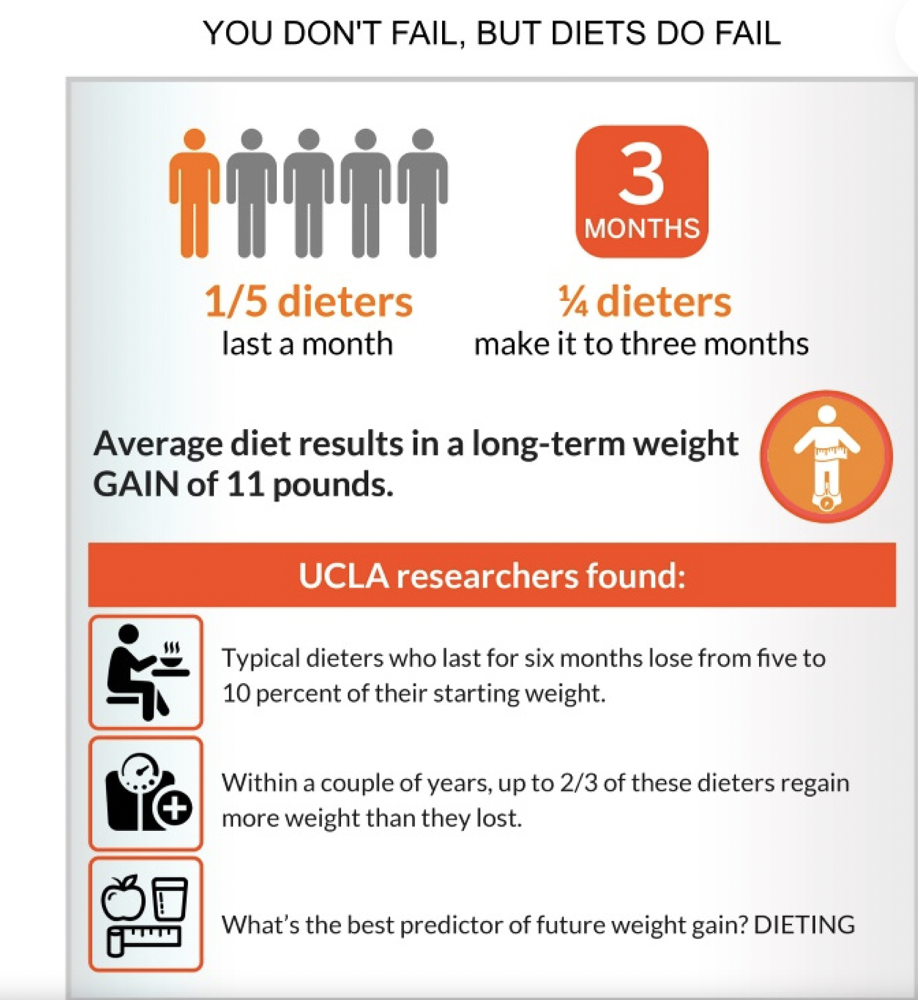 YOU DON'T FAIL, BUT DIETS DO FAIL
3
MONTHS
1/5 dieters
last a month
¼ dieters
make it to three months
Average diet results in a long-term weight
GAIN of 11 pounds.
UCLA researchers found:
Typical dieters who last for six months lose from five to
10 percent of their starting weight.
Within a couple of years, up to 2/3 of these dieters regain
more weight than they lost.
What’s the best predictor of future weight gain? DIETING